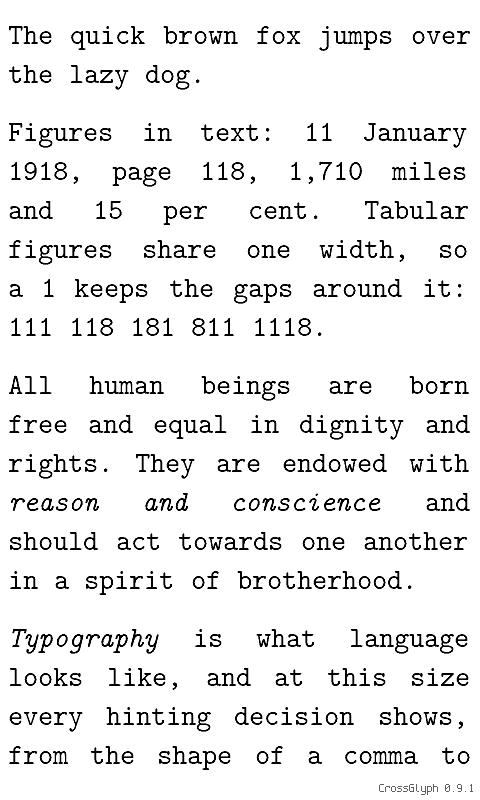 The quick brown fox jumps over
the lazy dog.
Figures in text: 11 January
1918, page 118, 1,710 miles
and 15 per cent. Tabular
figures share one width, so
a 1 keeps the gaps around it:
111 118 181 811 1118.
All human beings are born
free and equal in dignity and
rights. They are endowed with
reason and conscience and
should act towards one another
in a spirit of brotherhood.
Typography is what language
looks like, and at this size
every hinting decision shows,
from the shape of a comma to
CrossGlyph 0.9.1